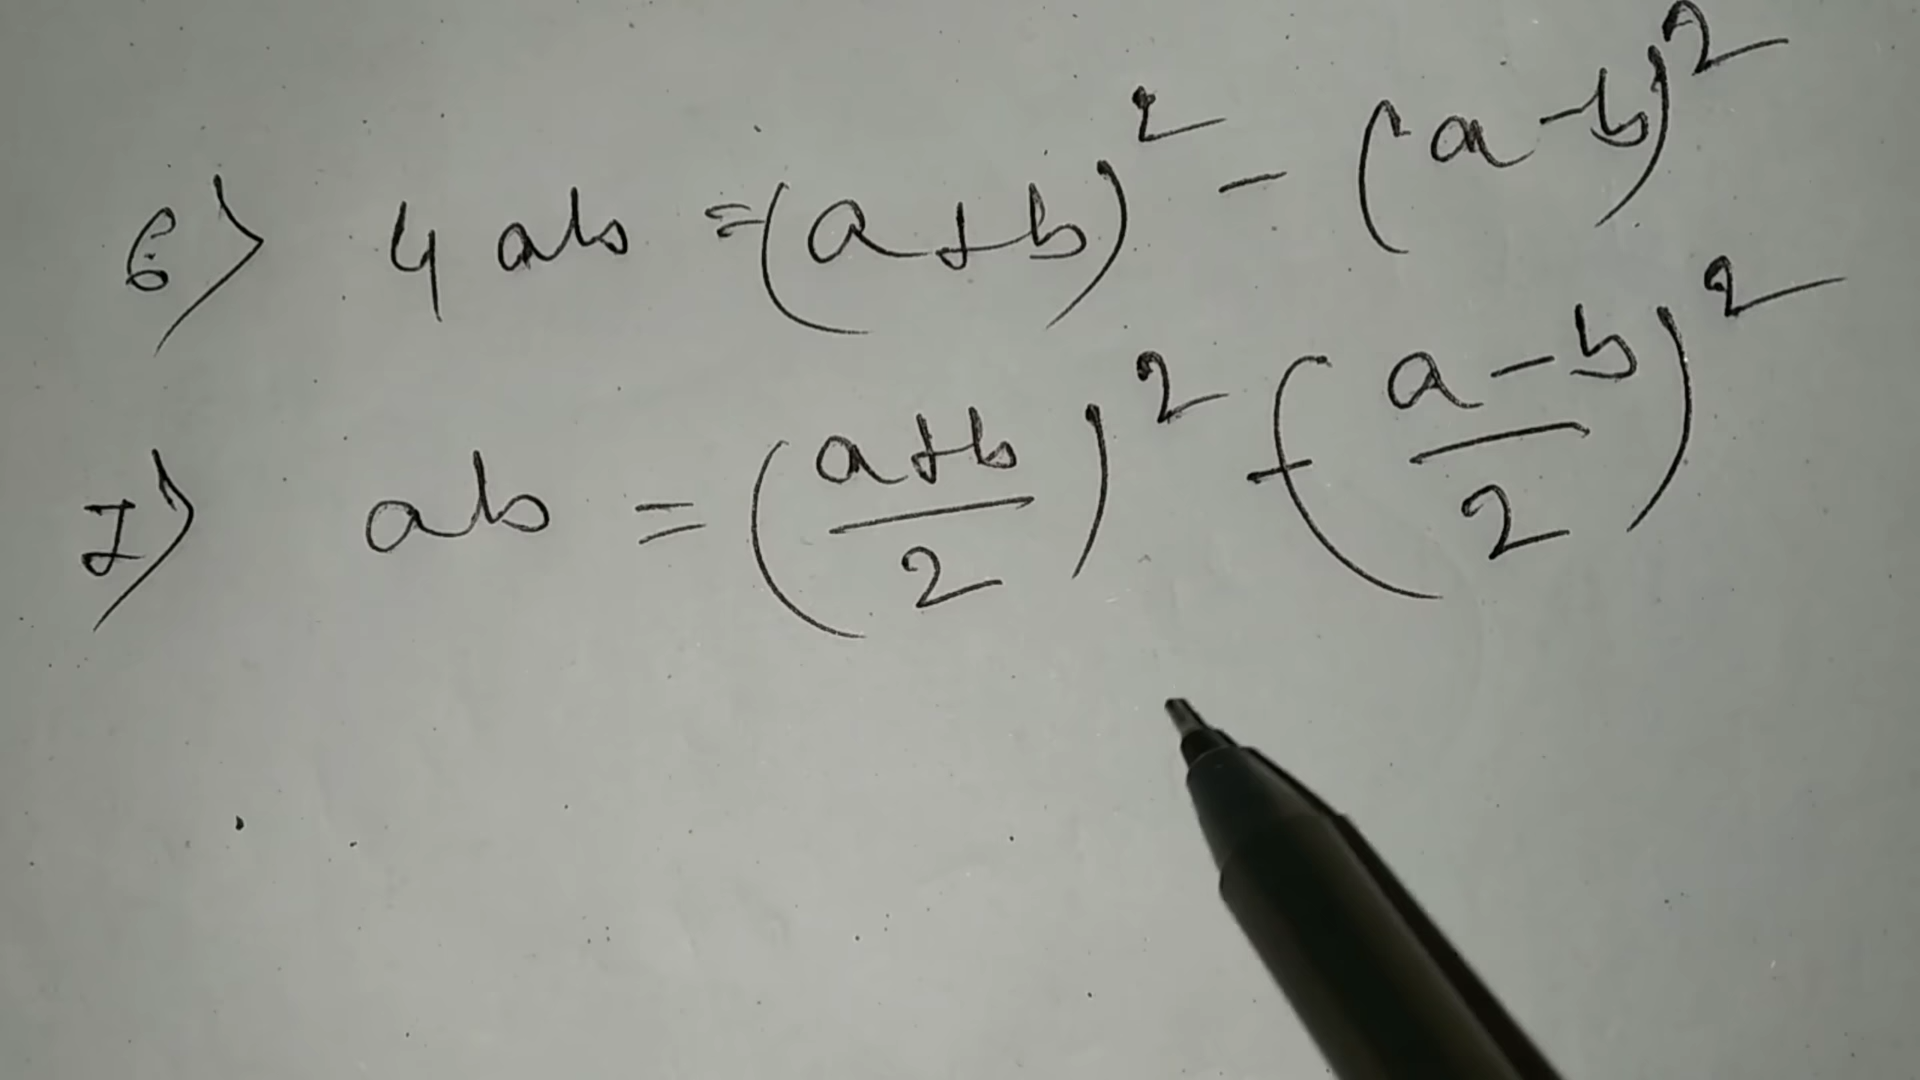 6) 4ab = (a+b)² - (a-b)²
7) ab = ((a+b)/2)² - ((a-b)/2)²